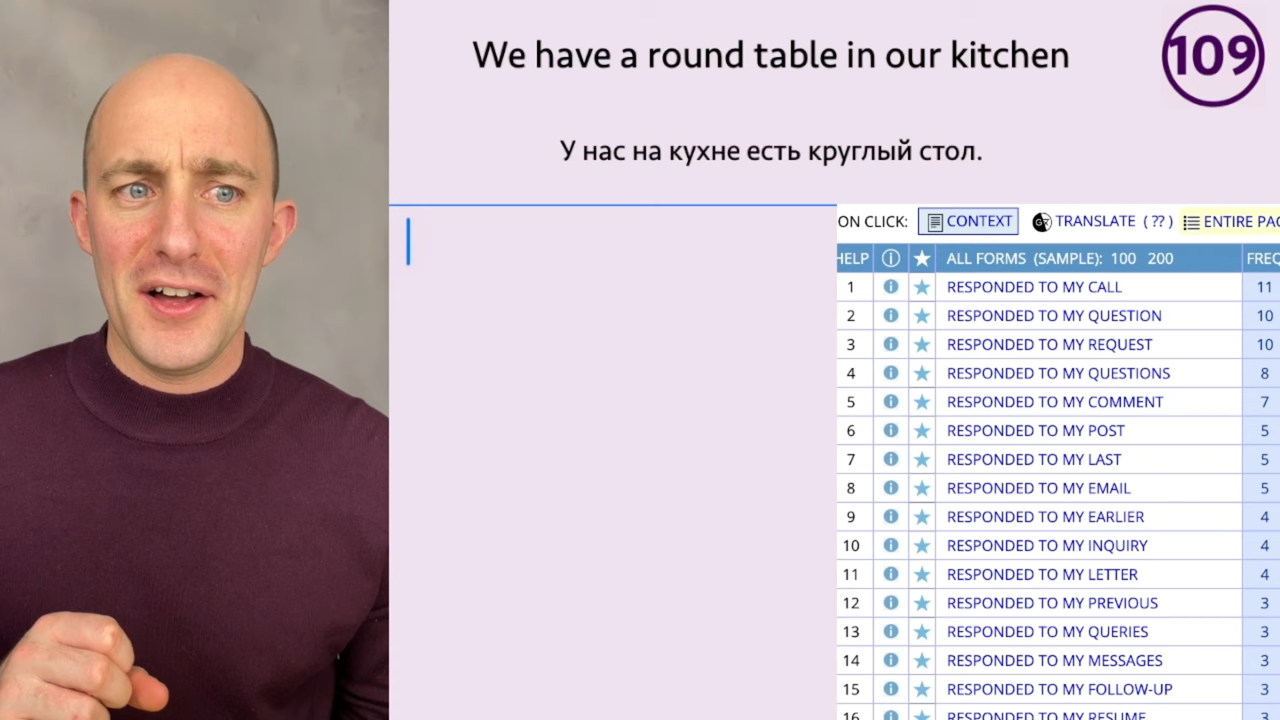 We have a round table in our kitchen
109
У нас на кухне есть круглый стол.
ON CLICK: CONTEXT TRANSLATE ( ?? ) ENTIRE
HELP ALL FORMS (SAMPLE): 100 200
1 RESPONDED TO MY CALL 11
2 RESPONDED TO MY QUESTION 10
3 RESPONDED TO MY REQUEST 10
4 RESPONDED TO MY QUESTIONS 8
5 RESPONDED TO MY COMMENT 7
6 RESPONDED TO MY POST 5
7 RESPONDED TO MY LAST 5
8 RESPONDED TO MY EMAIL 5
9 RESPONDED TO MY EARLIER 4
10 RESPONDED TO MY INQUIRY 4
11 RESPONDED TO MY LETTER 4
12 RESPONDED TO MY PREVIOUS 3
13 RESPONDED TO MY QUERIES 3
14 RESPONDED TO MY MESSAGES 3
15 RESPONDED TO MY FOLLOW-UP 3
16 RESPONDED TO MY RESUME 3